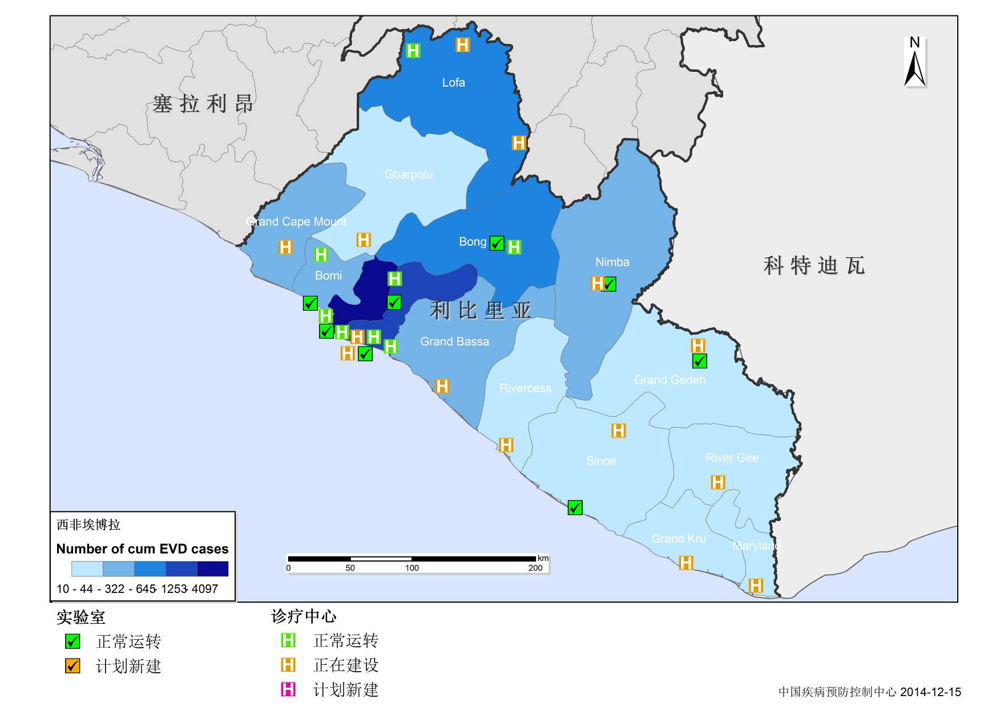 N
Lofa
塞拉利昂
Gbarpolu
Grand Cape Mount
Bong
Nimba
科特迪瓦
Bomi
利比里亚
Grand Bassa
Grand Gedeh
Rivercess
River Gee
Sinoe
Grand Kru
Maryland
西非埃博拉
Number of cum EVD cases
10 - 44 - 322 - 645 - 1253 - 4097
km
0 50 100 200
实验室
正常运转
计划新建
诊疗中心
正常运转
正在建设
计划新建
中国疾病预防控制中心 2014-12-15